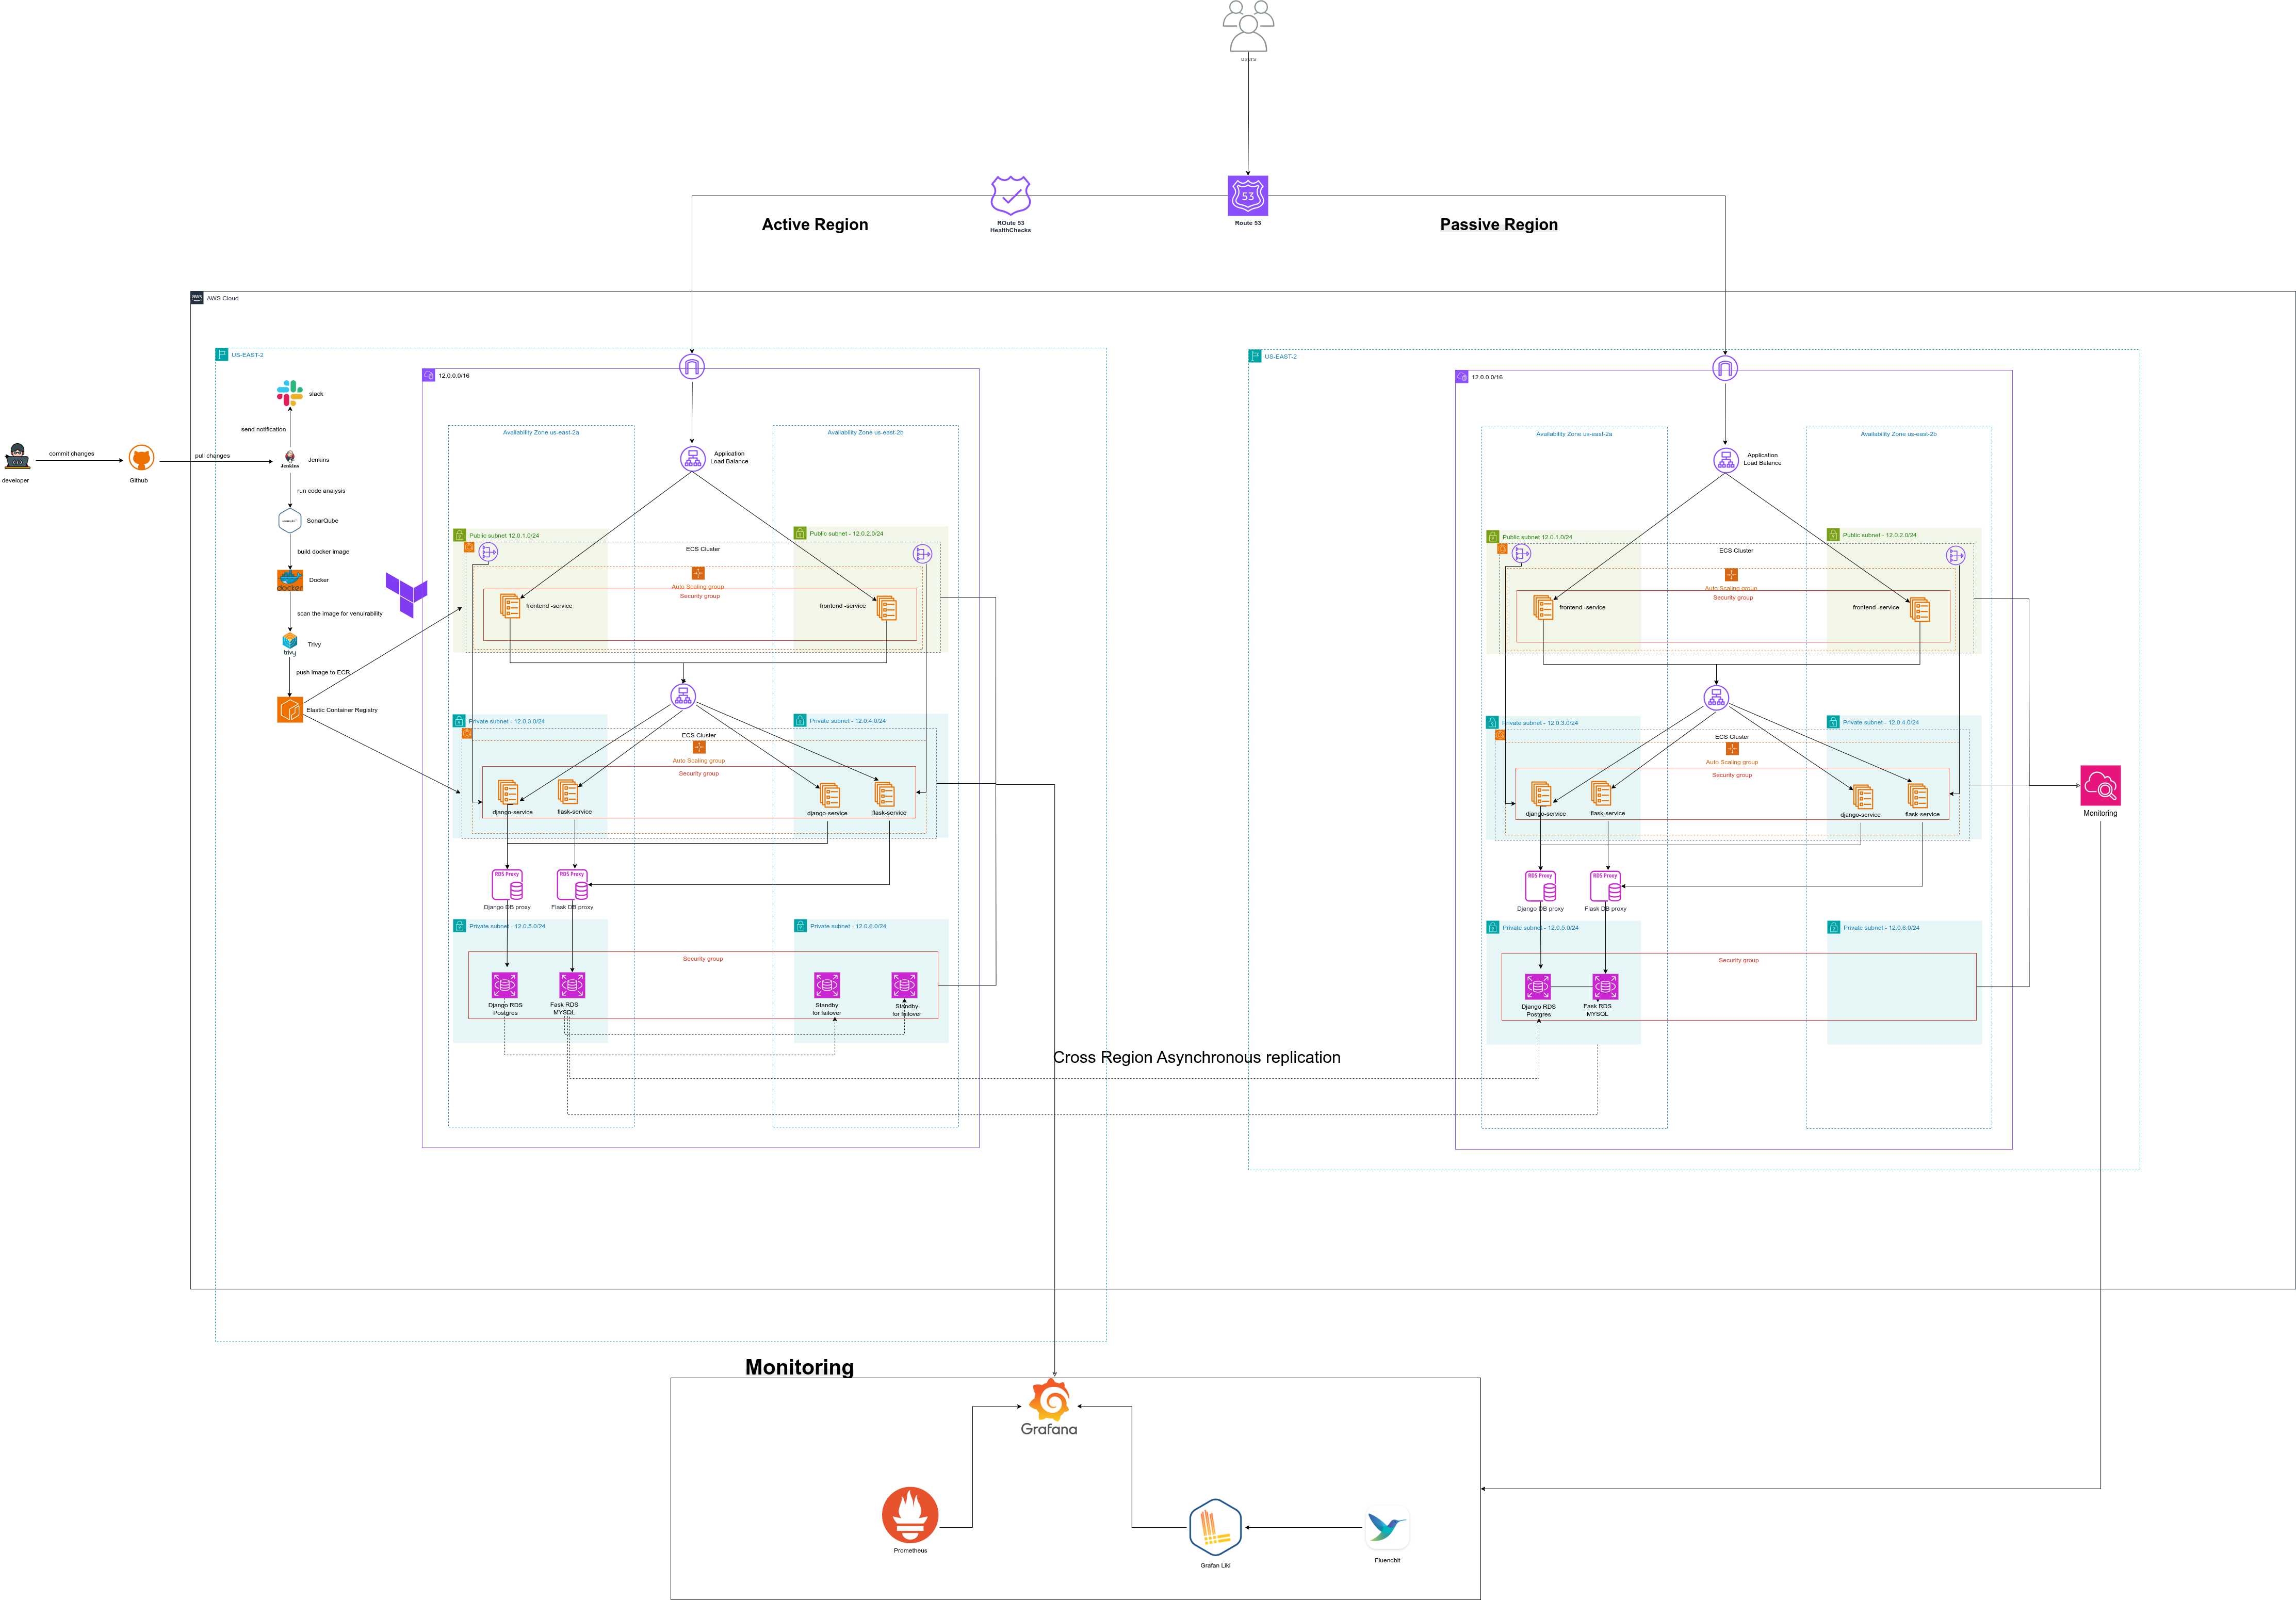 users
53
ROute 53
HealthChecks
Route 53
Active Region
Passive Region
aws
AWS Cloud
US-EAST-2
12.0.0.0/16
slack
send notification
Jenkins
Jenkins
commit changes
pull changes
developer
Github
run code analysis
SonarQube
build docker image
docker
Docker
scan the image for venulrability
trivy
Trivy
push image to ECR
Elastic Container Registry
Availability Zone us-east-2a
Availability Zone us-east-2b
Application
Load Balance
Public subnet 12.0.1.0/24
Public subnet - 12.0.2.0/24
ECS Cluster
Auto Scaling group
Security group
frontend -service
frontend -service
Private subnet - 12.0.3.0/24
Private subnet - 12.0.4.0/24
ECS Cluster
Auto Scaling group
Security group
django-service
flask-service
django-service
flask-service
RDS Proxy
RDS Proxy
Django DB proxy
Flask DB proxy
Private subnet - 12.0.5.0/24
Private subnet - 12.0.6.0/24
Security group
Django RDS
Postgres
Fask RDS
MYSQL
Standby
for failover
Standby
for failover
Cross Region Asynchronous replication
US-EAST-2
12.0.0.0/16
Availability Zone us-east-2a
Availability Zone us-east-2b
Application
Load Balance
Public subnet 12.0.1.0/24
Public subnet - 12.0.2.0/24
ECS Cluster
Auto Scaling group
Security group
frontend -service
frontend -service
Private subnet - 12.0.3.0/24
Private subnet - 12.0.4.0/24
ECS Cluster
Auto Scaling group
Security group
django-service
flask-service
django-service
flask-service
RDS Proxy
RDS Proxy
Django DB proxy
Flask DB proxy
Private subnet - 12.0.5.0/24
Private subnet - 12.0.6.0/24
Security group
Django RDS
Postgres
Fask RDS
MYSQL
Monitoring
Monitoring
Grafana
Prometheus
Grafan Liki
Fluendbit